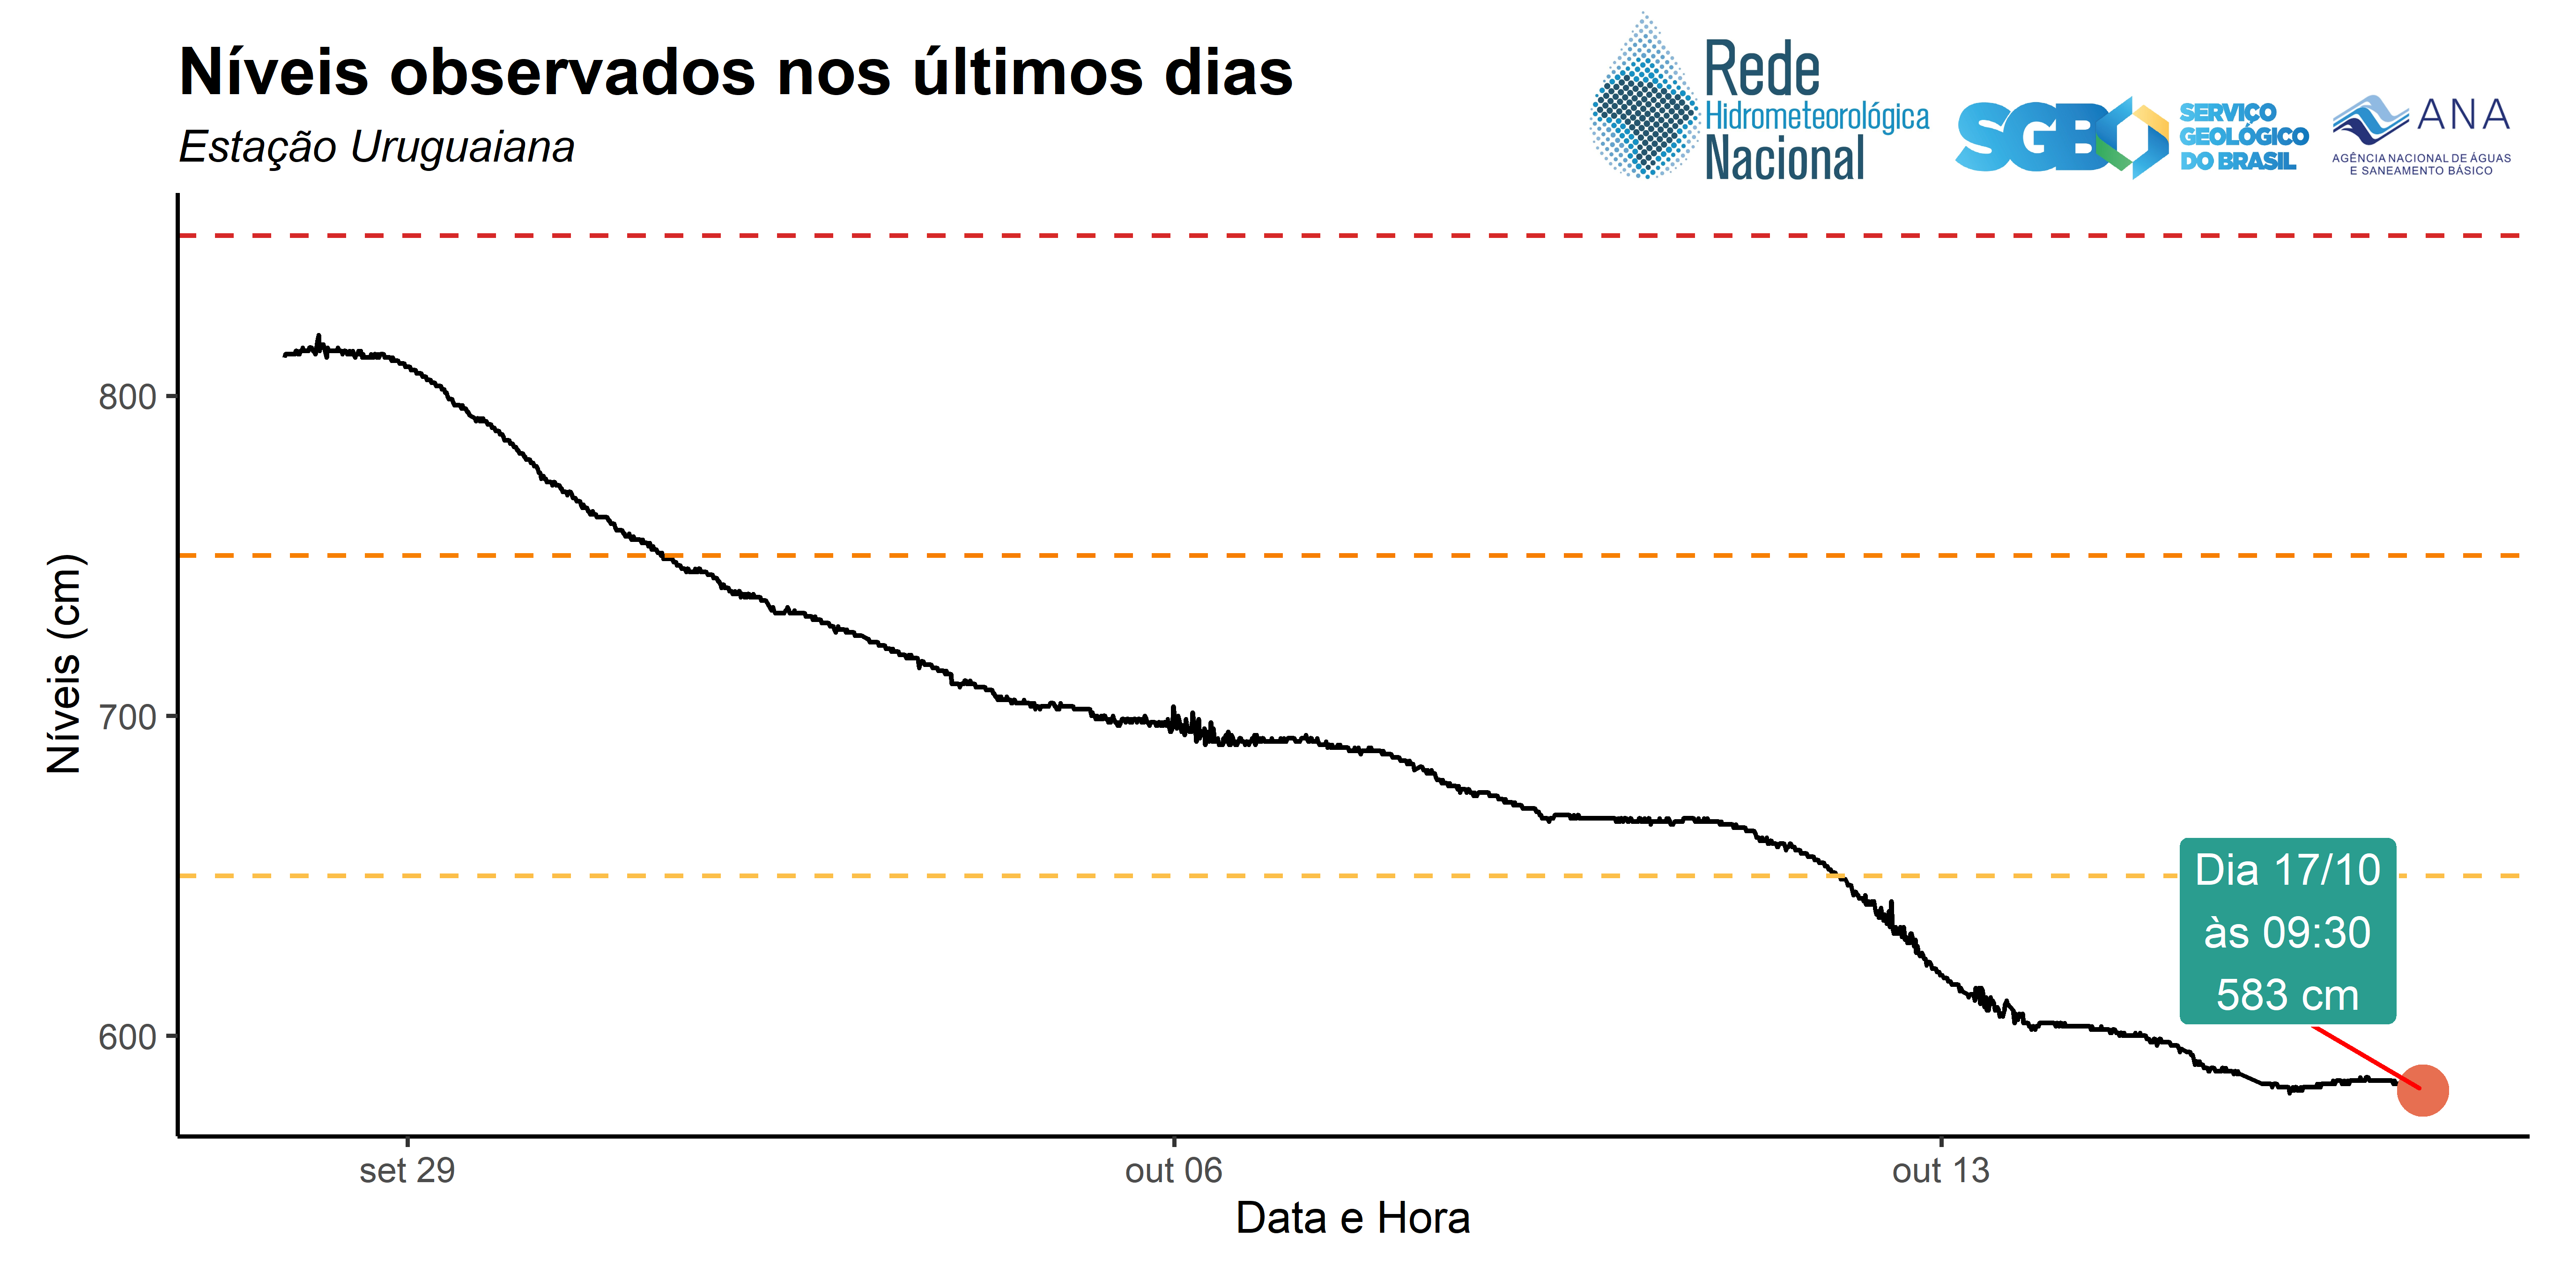 Níveis observados nos últimos dias
Estação Uruguaiana
Rede
Hidrometeorológica
Nacional
SGB
SERVIÇO
GEOLÓGICO
DO BRASIL
ANA
AGÊNCIA NACIONAL DE ÁGUAS
E SANEAMENTO BÁSICO
Níveis (cm)
800
700
600
Dia 17/10
às 09:30
583 cm
set 29
out 06
out 13
Data e Hora